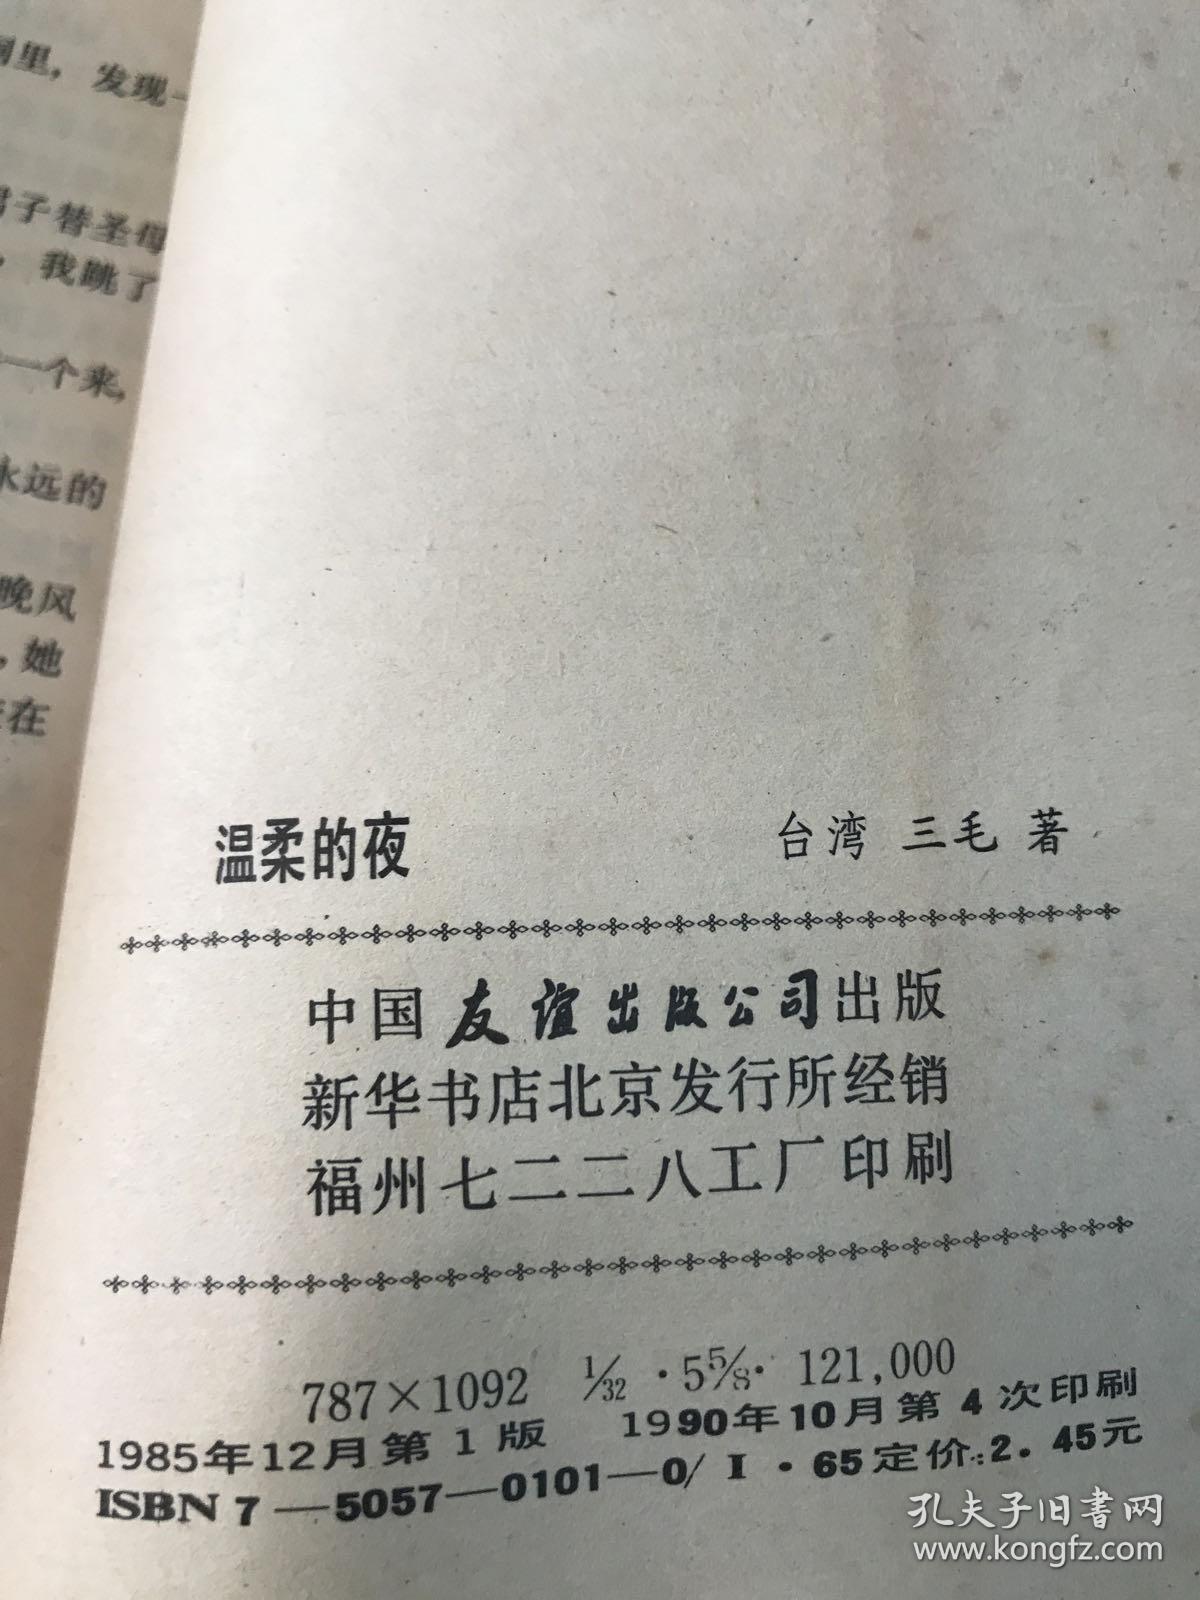 里，发现
子替圣母
，我跳了
一个来，
永远的
晚风
，她
在
温柔的夜 台湾 三毛 著
中国友谊出版公司出版
新华书店北京发行所经销
福州七二二八工厂印刷
787×1092 1/32 · 5 5/8 · 121,000
1985年12月第1版 1990年10月第4次印刷
ISBN 7—5057—0101—0/I·65定价:2.45元
孔夫子旧书网
www.kongfz.com